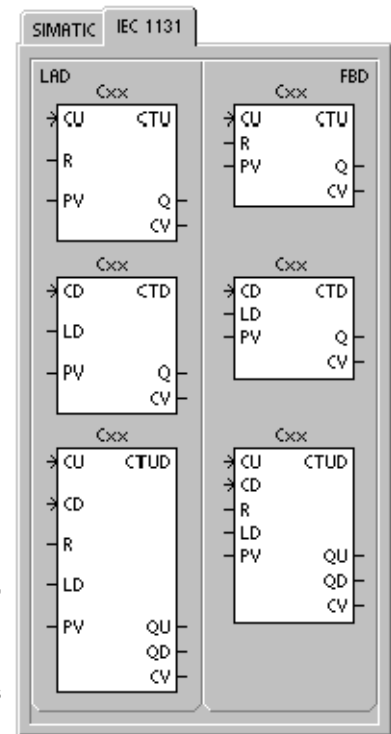 SIMATIC IEC 1131
LAD
Cxx
CU CTU
R
PV Q
CV
Cxx
CD CTD
LD
PV Q
CV
Cxx
CU CTUD
CD
R
LD
PV QU
QD
CV
FBD
Cxx
CU CTU
R
PV Q
CV
Cxx
CD CTD
LD
PV Q
CV
Cxx
CU CTUD
CD
R
LD
PV QU
QD
CV